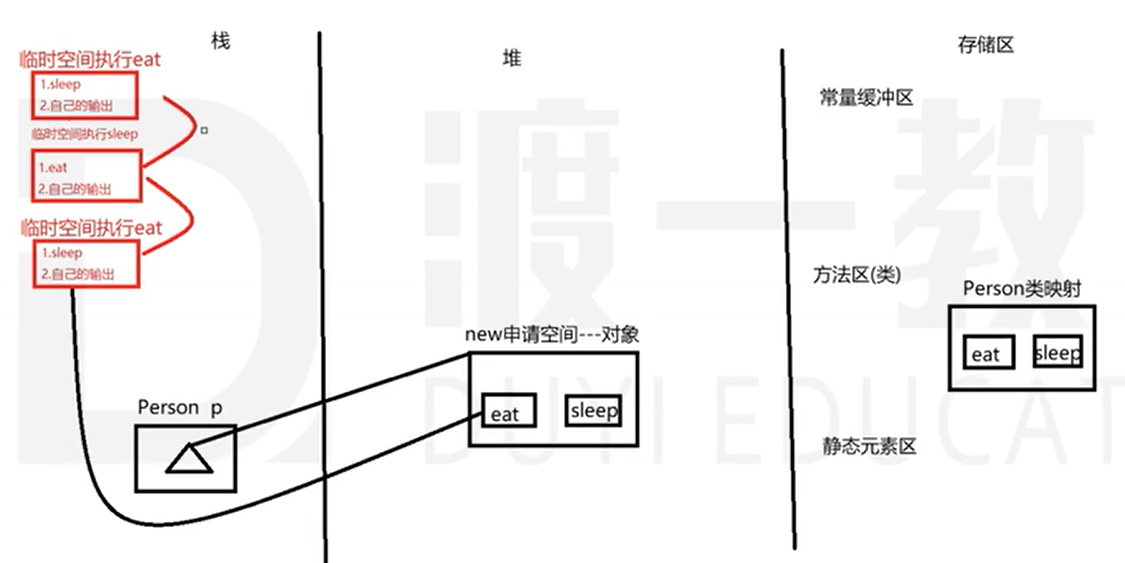 栈
临时空间执行eat
1.sleep
2.自己的输出
临时空间执行sleep
1.eat
2.自己的输出
临时空间执行eat
1.sleep
2.自己的输出
Person p
堆
new申请空间---对象
eat
sleep
存储区
常量缓冲区
方法区(类)
Person类映射
eat
sleep
静态元素区
渡一教
DUYI EDUCAT